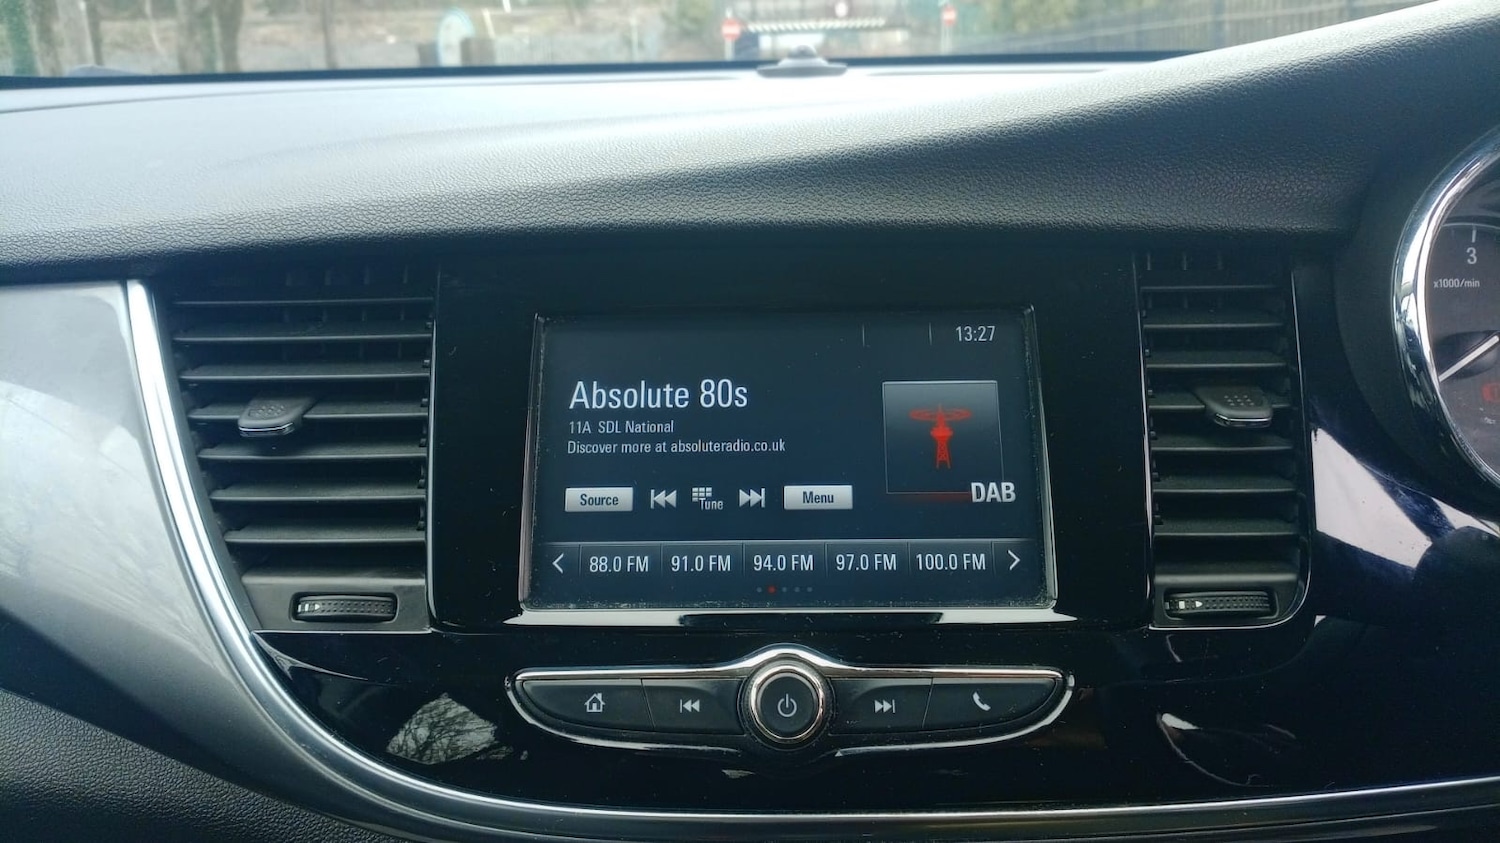 13:27
Absolute 80s
11A SDL National
Discover more at absoluteradio.co.uk
DAB
Source
Tune
Menu
88.0 FM
91.0 FM
94.0 FM
97.0 FM
100.0 FM
3
x1000/min